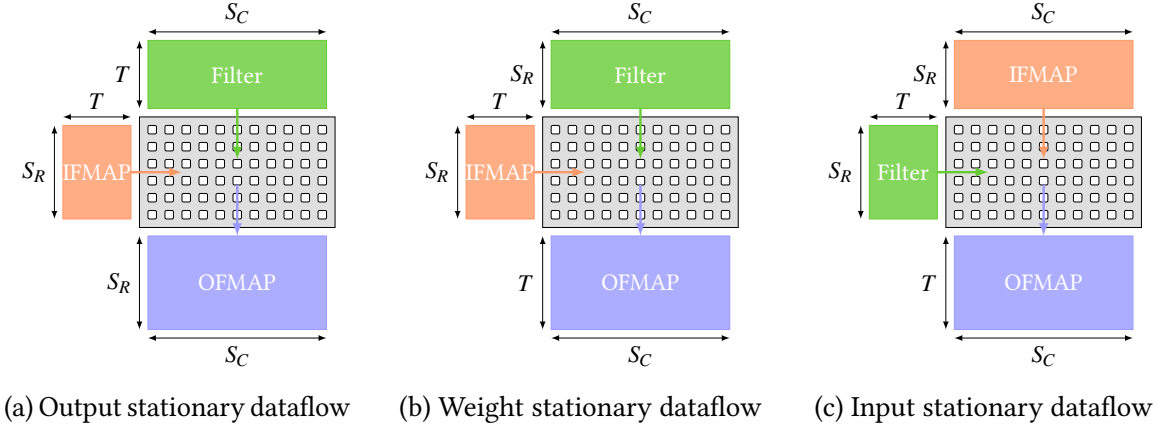 S_C
T
Filter
T
S_R
IFMAP
S_R
OFMAP
S_C
(a) Output stationary dataflow
S_C
S_R
Filter
T
S_R
IFMAP
T
OFMAP
S_C
(b) Weight stationary dataflow
S_C
S_R
IFMAP
T
S_R
Filter
T
OFMAP
S_C
(c) Input stationary dataflow